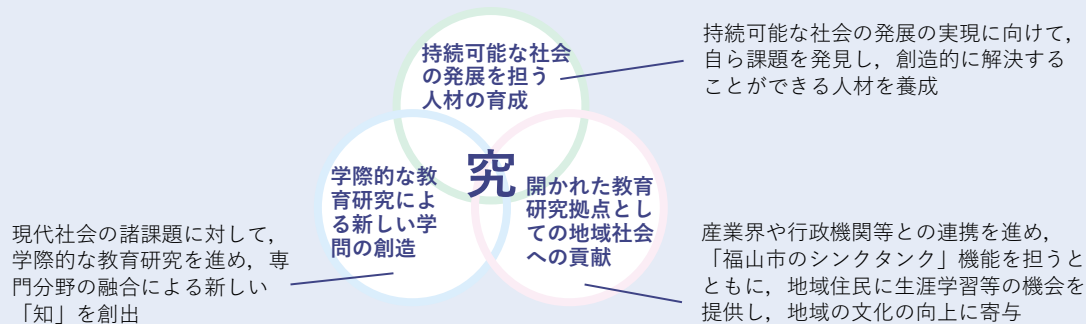 持続可能な社会
の発展を担う
人材の育成
持続可能な社会の発展の実現に向けて，
自ら課題を発見し，創造的に解決する
ことができる人材を養成
究
学際的な教
育研究によ
る新しい学
問の創造
開かれた教育
研究拠点とし
ての地域社会
への貢献
現代社会の諸課題に対して，
学際的な教育研究を進め，専
門分野の融合による新しい
「知」を創出
産業界や行政機関等との連携を進め，
「福山市のシンクタンク」機能を担うと
ともに，地域住民に生涯学習等の機会を
提供し，地域の文化の向上に寄与